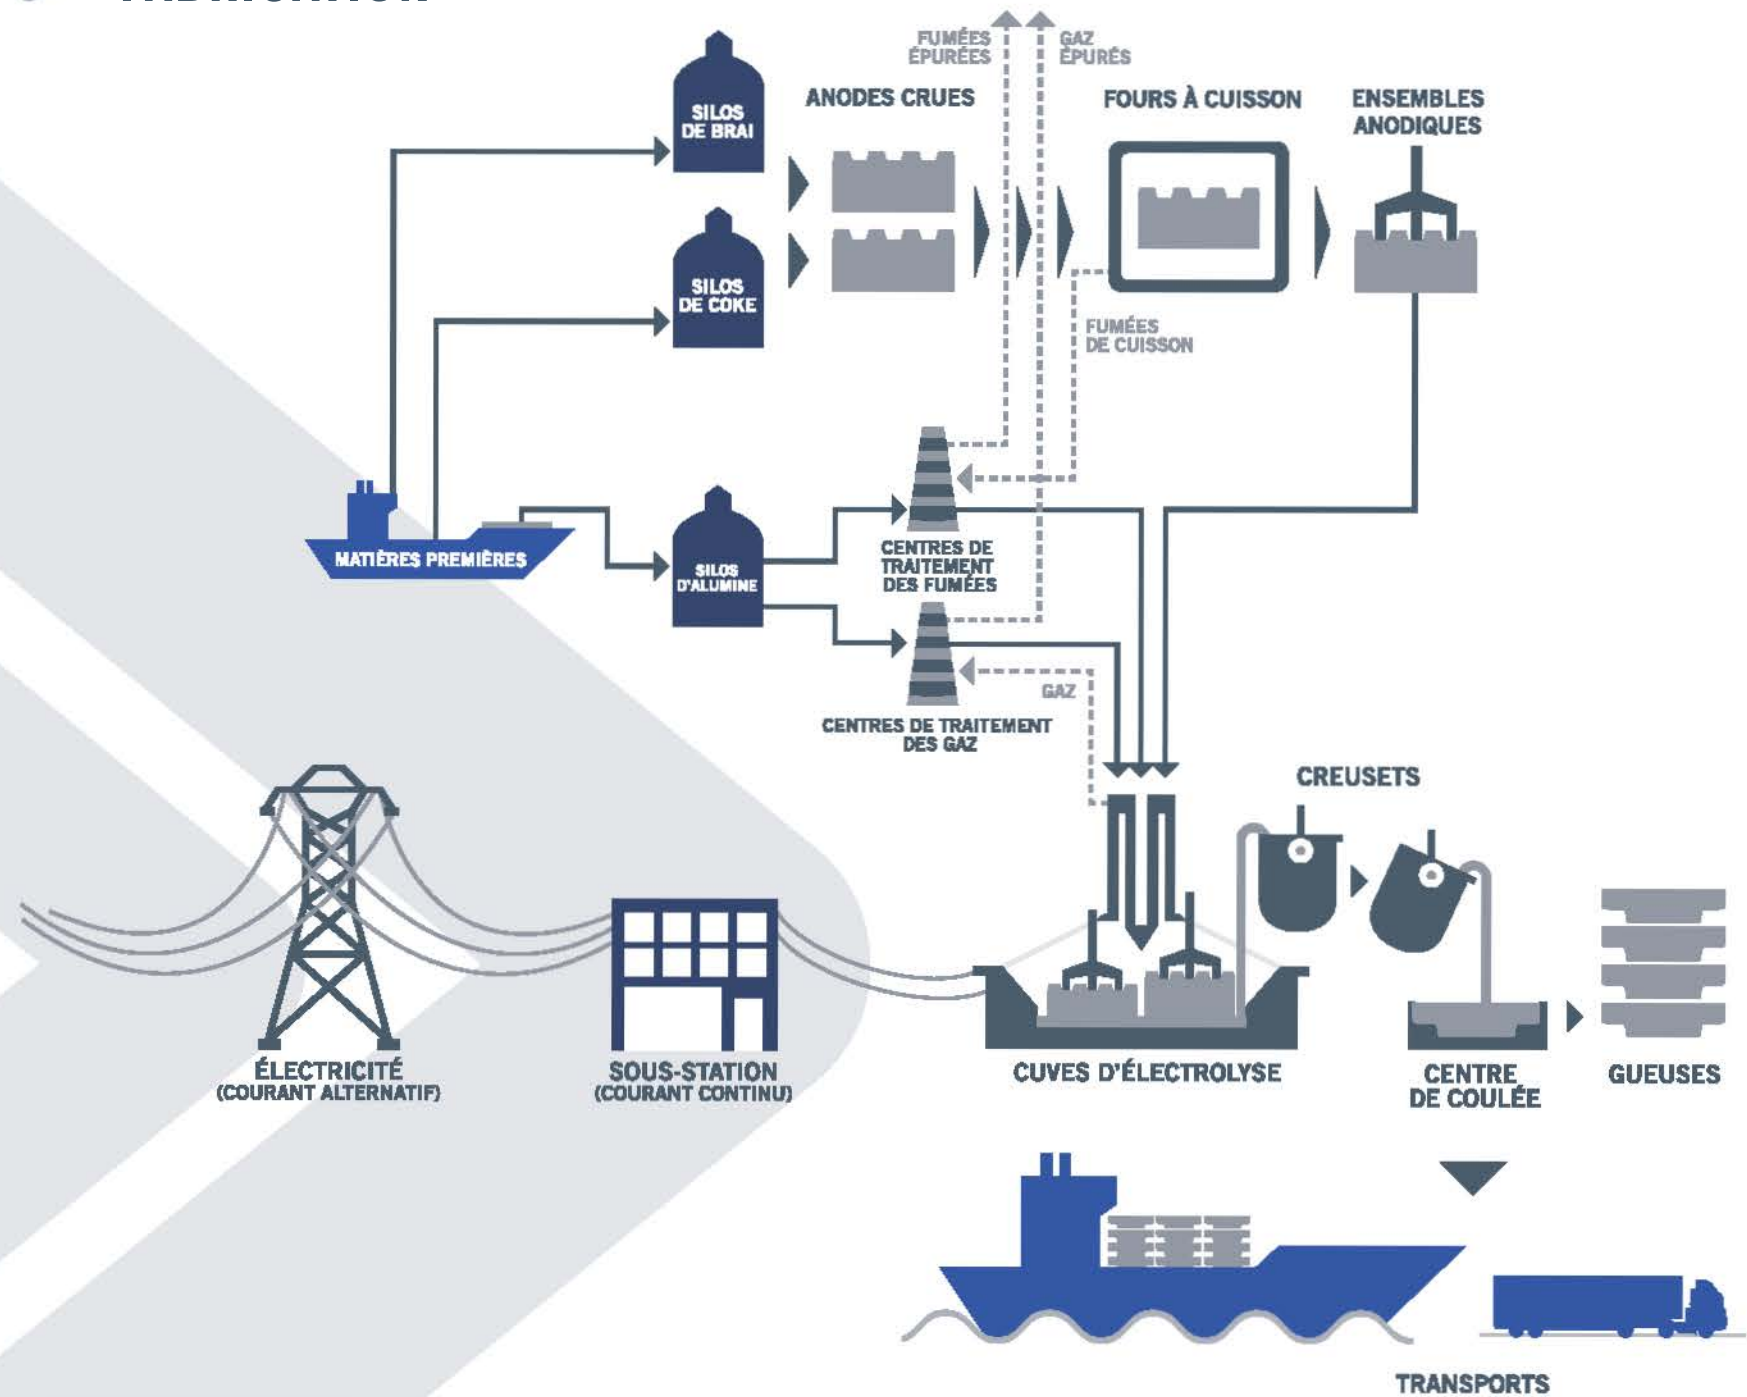 FUMÉES
ÉPURÉES
GAZ
ÉPURÉS
SILOS
DE BRAI
ANODES CRUES
FOURS À CUISSON
ENSEMBLES
ANODIQUES
SILOS
DE COKE
FUMÉES
DE CUISSON
MATIÈRES PREMIÈRES
SILOS
D'ALUMINE
CENTRES DE
TRAITEMENT
DES FUMÉES
GAZ
CENTRES DE TRAITEMENT
DES GAZ
CREUSETS
ÉLECTRICITÉ
(COURANT ALTERNATIF)
SOUS-STATION
(COURANT CONTINU)
CUVES D'ÉLECTROLYSE
CENTRE
DE COULÉE
GUEUSES
TRANSPORTS